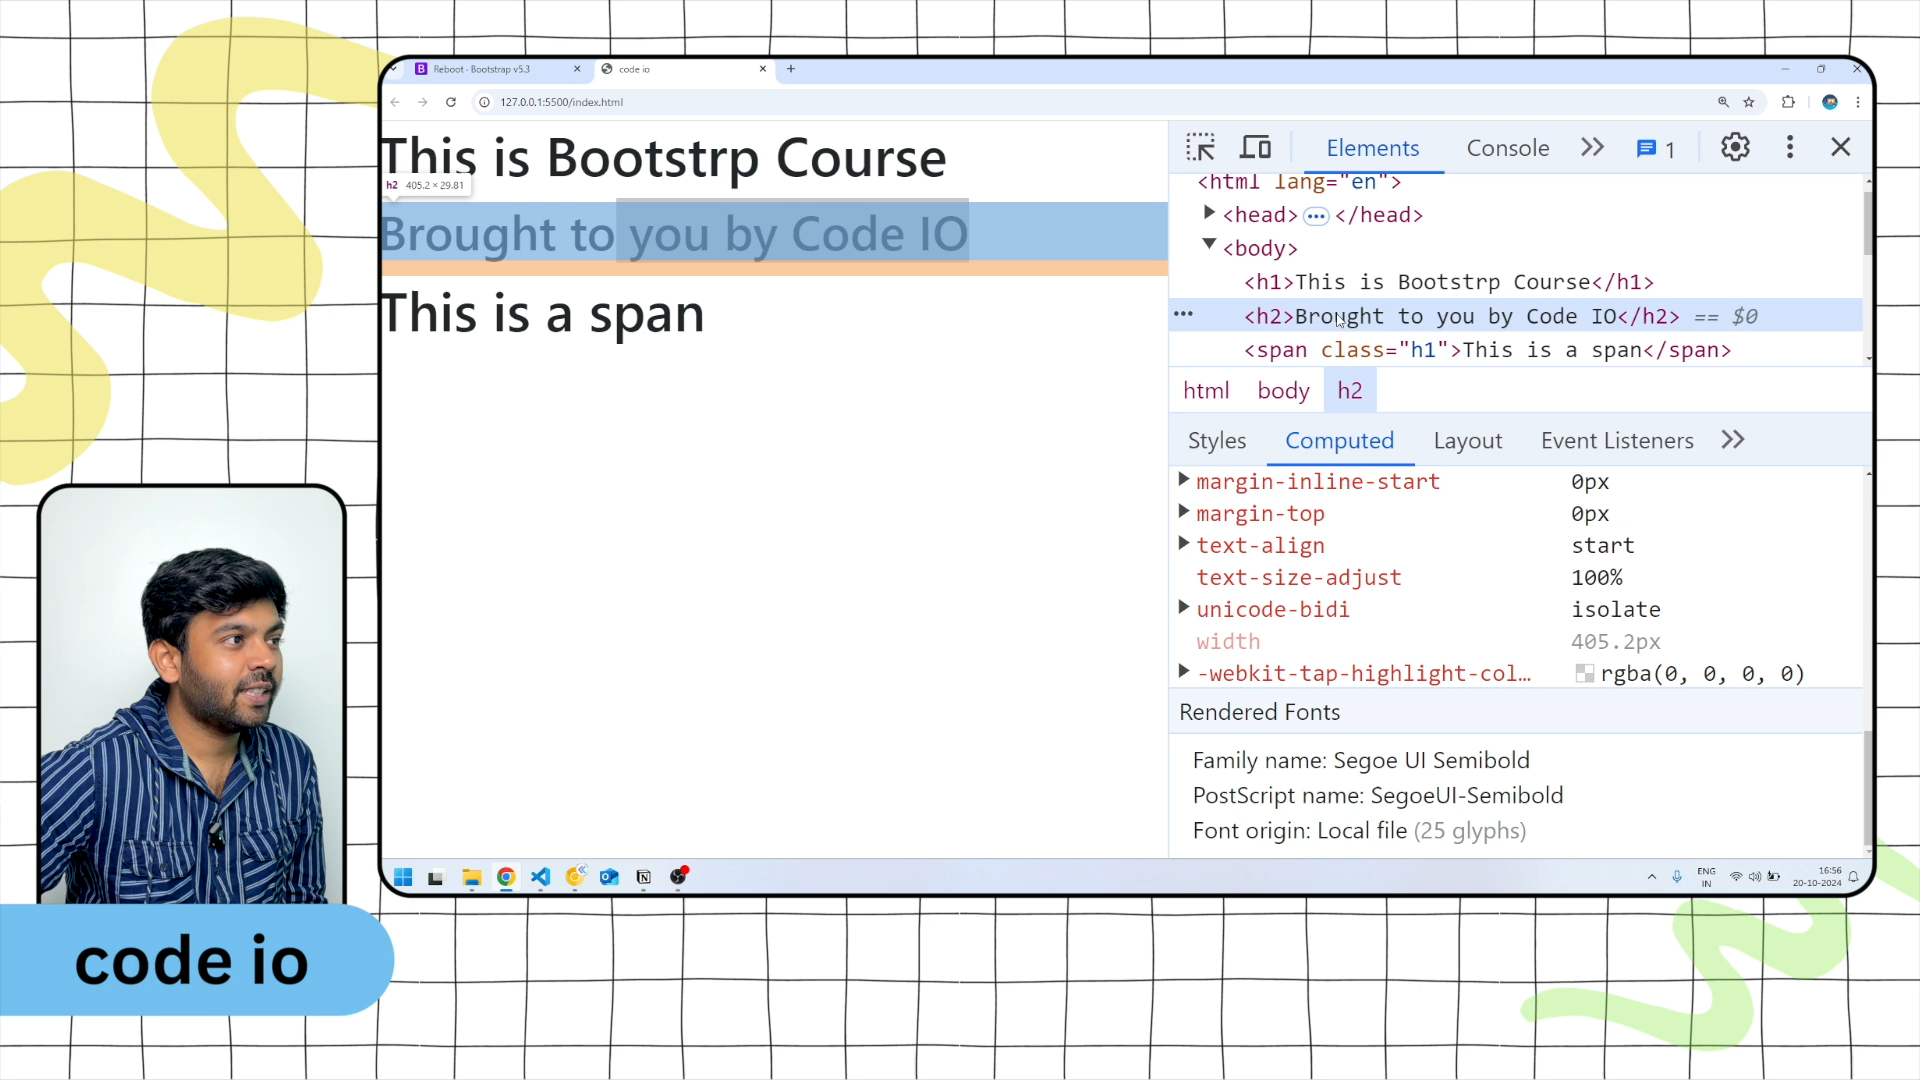 Reboot - Bootstrap v5.3
code io
127.0.0.1:5500/index.html
This is Bootstrp Course
h2 405.2 × 29.81
Brought to you by Code IO
This is a span
Elements Console 1
<html lang="en">
<head> ••• </head>
<body>
<h1>This is Bootstrp Course</h1>
••• <h2>Brought to you by Code IO</h2> == $0
<span class="h1">This is a span</span>
html body h2
Styles Computed Layout Event Listeners
margin-inline-start 0px
margin-top 0px
text-align start
text-size-adjust 100%
unicode-bidi isolate
width 405.2px
-webkit-tap-highlight-col… rgba(0, 0, 0, 0)
Rendered Fonts
Family name: Segoe UI Semibold
PostScript name: SegoeUI-Semibold
Font origin: Local file (25 glyphs)
ENG
IN
16:56
20-10-2024
code io